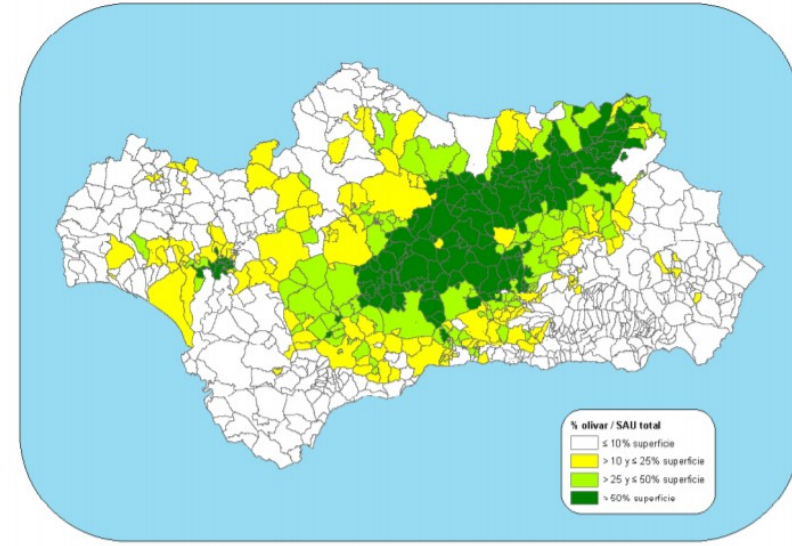 % olivar / SAU total
≤ 10% superficie
> 10 y ≤ 25% superficie
> 25 y ≤ 50% superficie
> 50% superficie